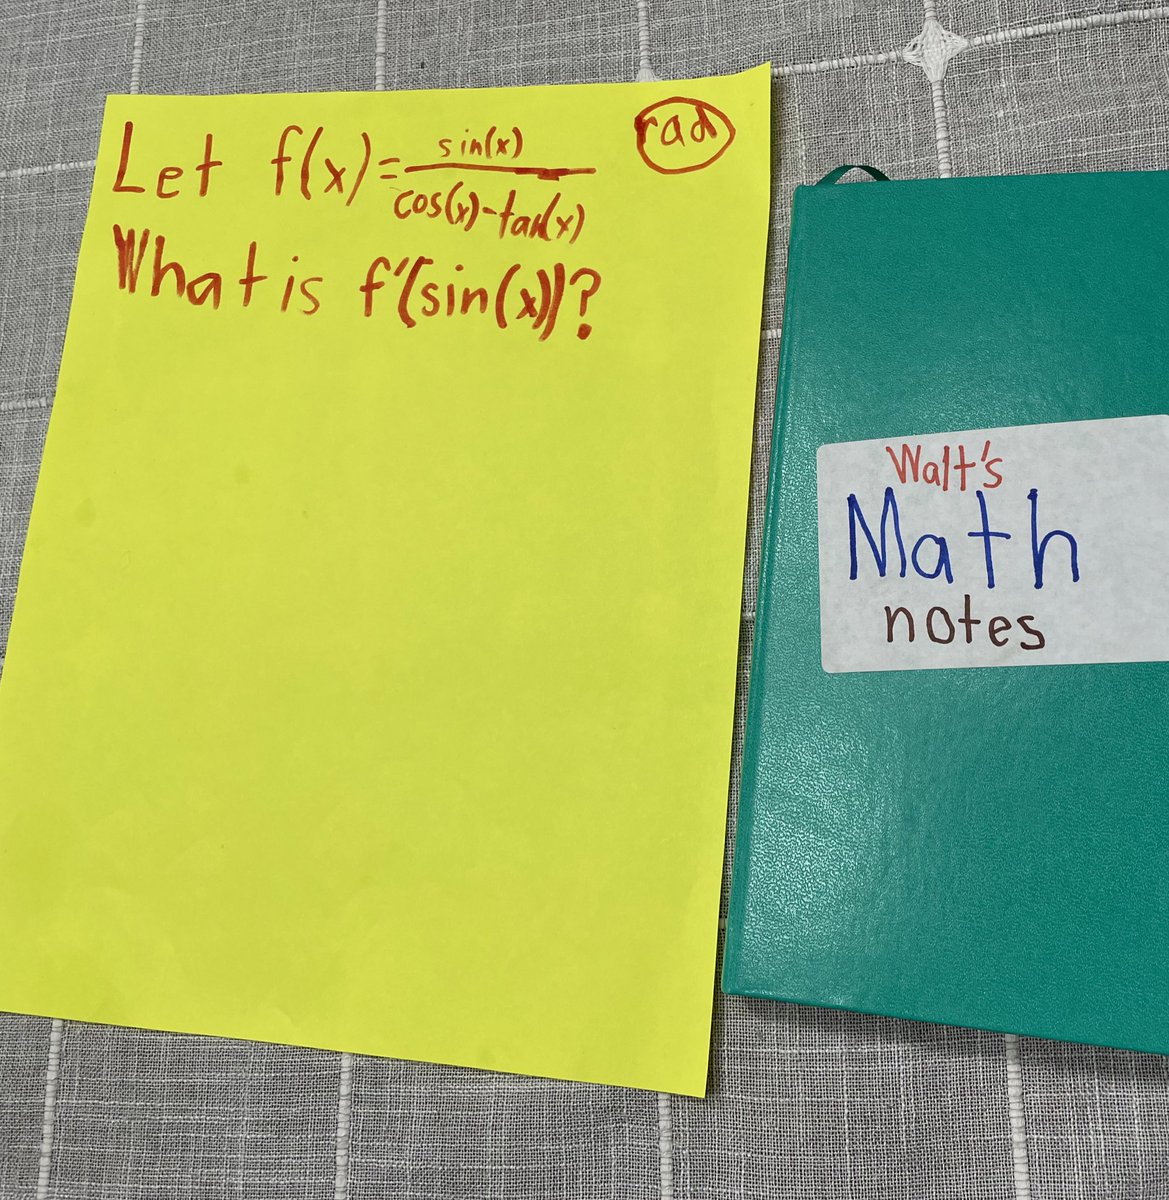 Let f(x)=sin(x)/cos(x)-tan(x)
rad
What is f'(sin(x))?
Walt's
Math
notes